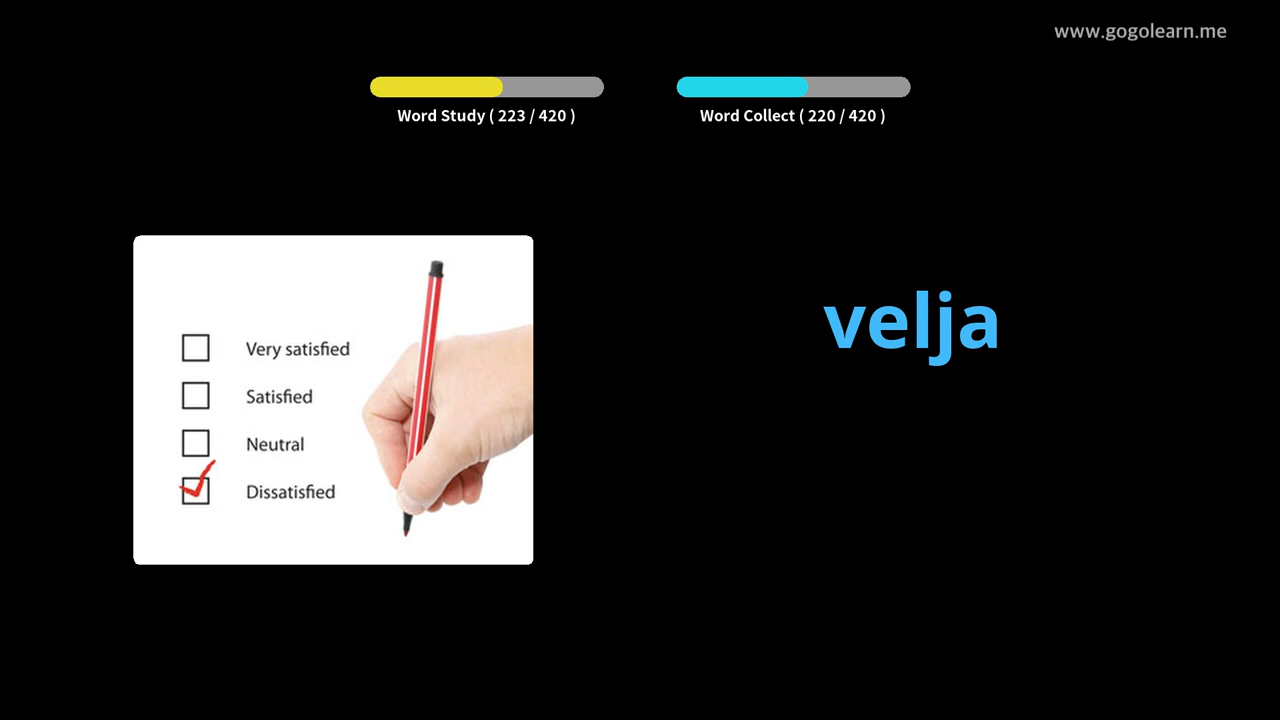 www.gogolearn.me
Word Study ( 223 / 420 )
Word Collect ( 220 / 420 )
Very satisfied
Satisfied
Neutral
Dissatisfied
velja